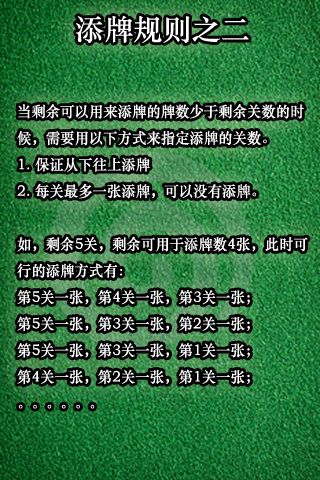 添牌规则之二
当剩余可以用来添牌的牌数少于剩余关数的时
候，需要用以下方式来指定添牌的关数。
1.保证从下往上添牌
2.每关最多一张添牌，可以没有添牌。
如，剩余5关，剩余可用于添牌数4张，此时可
行的添牌方式有：
第5关一张，第4关一张，第3关一张；
第5关一张，第3关一张，第2关一张；
第5关一张，第3关一张，第1关一张；
第4关一张，第2关一张，第1关一张；
。。。。。。